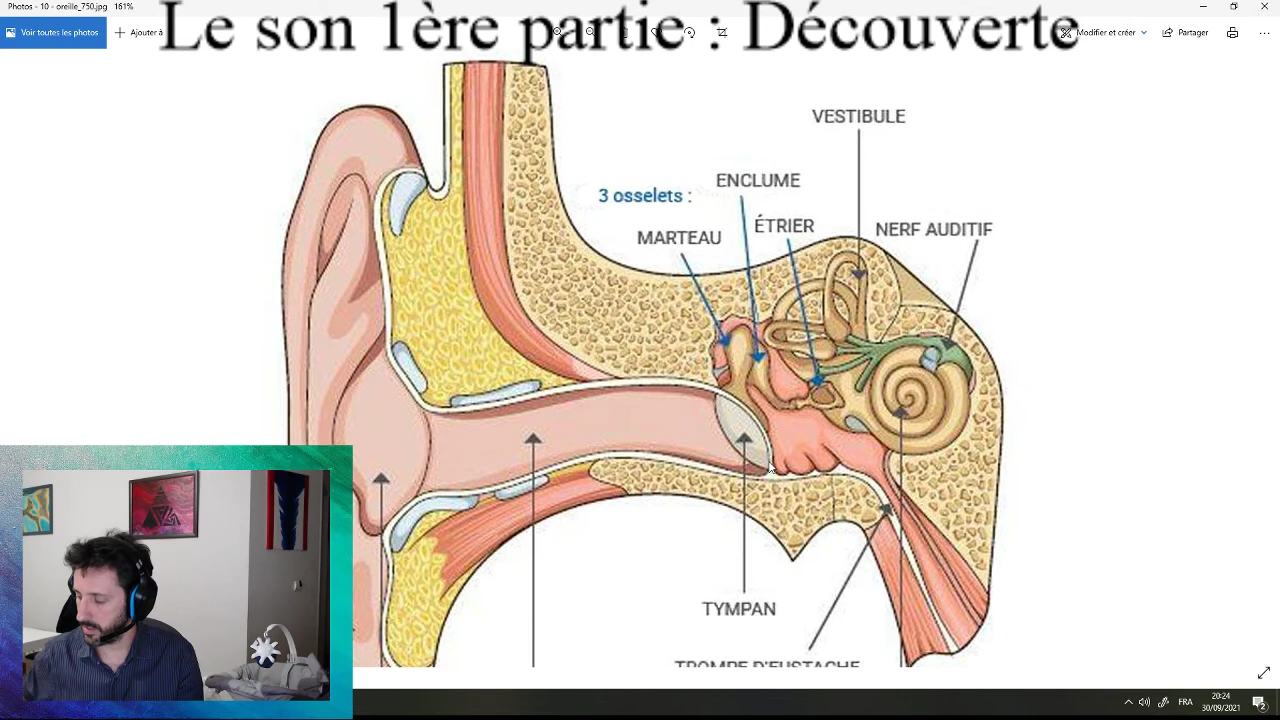 Photos - 10 - oreille_750.jpg 161%
Le son 1ère partie : Découverte
Voir toutes les photos
Ajouter à
Modifier et créer
Partager
VESTIBULE
ENCLUME
3 osselets :
ÉTRIER
MARTEAU
NERF AUDITIF
TYMPAN
TROMPE D'EUSTACHE
FRA
20:24
30/09/2021
2